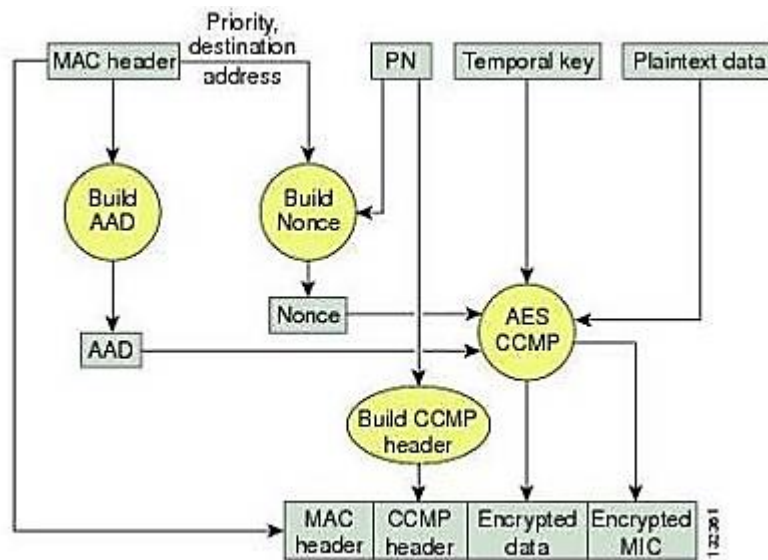 Priority,
destination
address
MAC header
PN
Temporal key
Plaintext data
Build
AAD
Build
Nonce
Nonce
AES
CCMP
AAD
Build CCMP
header
MAC
header
CCMP
header
Encrypted
data
Encrypted
MIC